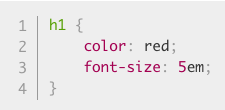 1 h1 {
2     color: red;
3     font-size: 5em;
4 }